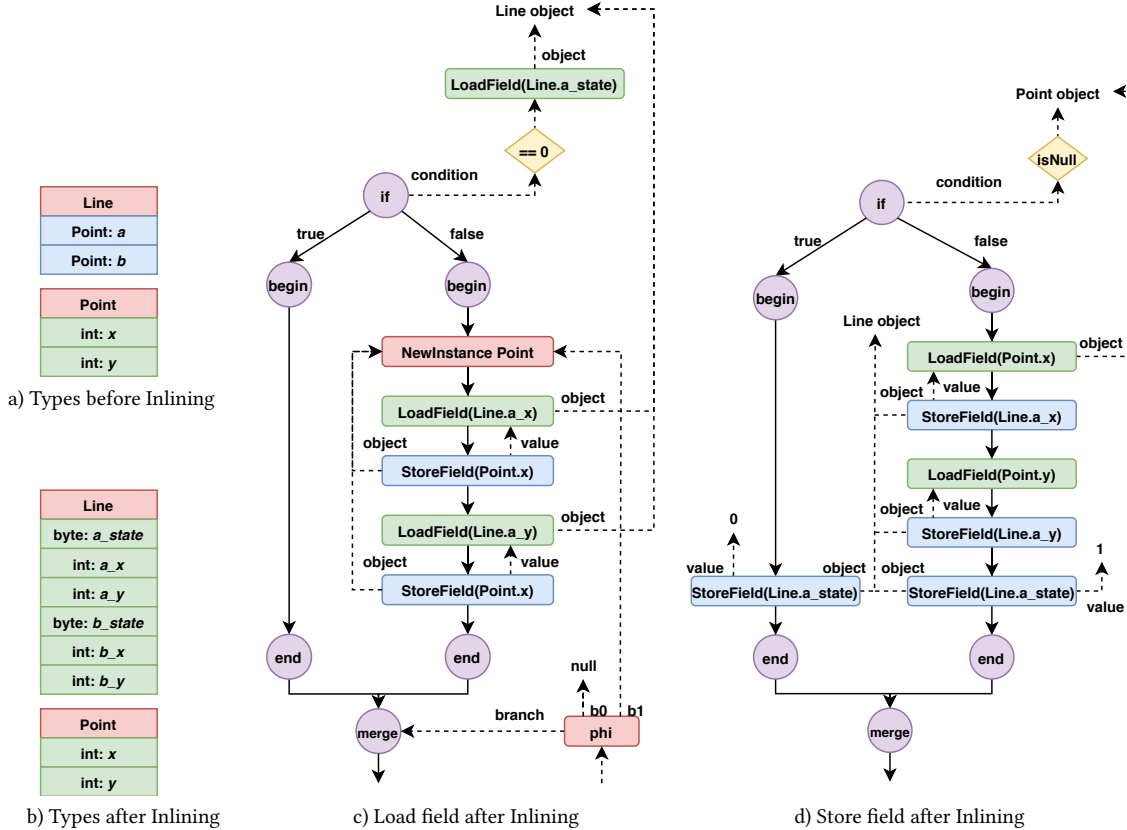 Line
Point: a
Point: b
Point
int: x
int: y
a) Types before Inlining
Line
byte: a_state
int: a_x
int: a_y
byte: b_state
int: b_x
int: b_y
Point
int: x
int: y
b) Types after Inlining
Line object
object
LoadField(Line.a_state)
== 0
condition
if
true
false
begin
begin
NewInstance Point
LoadField(Line.a_x)
object
object
value
StoreField(Point.x)
LoadField(Line.a_y)
object
object
value
StoreField(Point.x)
end
end
null
b0
b1
branch
merge
phi
c) Load field after Inlining
Point object
isNull
condition
if
true
false
begin
begin
Line object
LoadField(Point.x)
object
object
value
StoreField(Line.a_x)
LoadField(Point.y)
object
value
StoreField(Line.a_y)
0
1
value
object
object
StoreField(Line.a_state)
StoreField(Line.a_state)
value
end
end
merge
d) Store field after Inlining